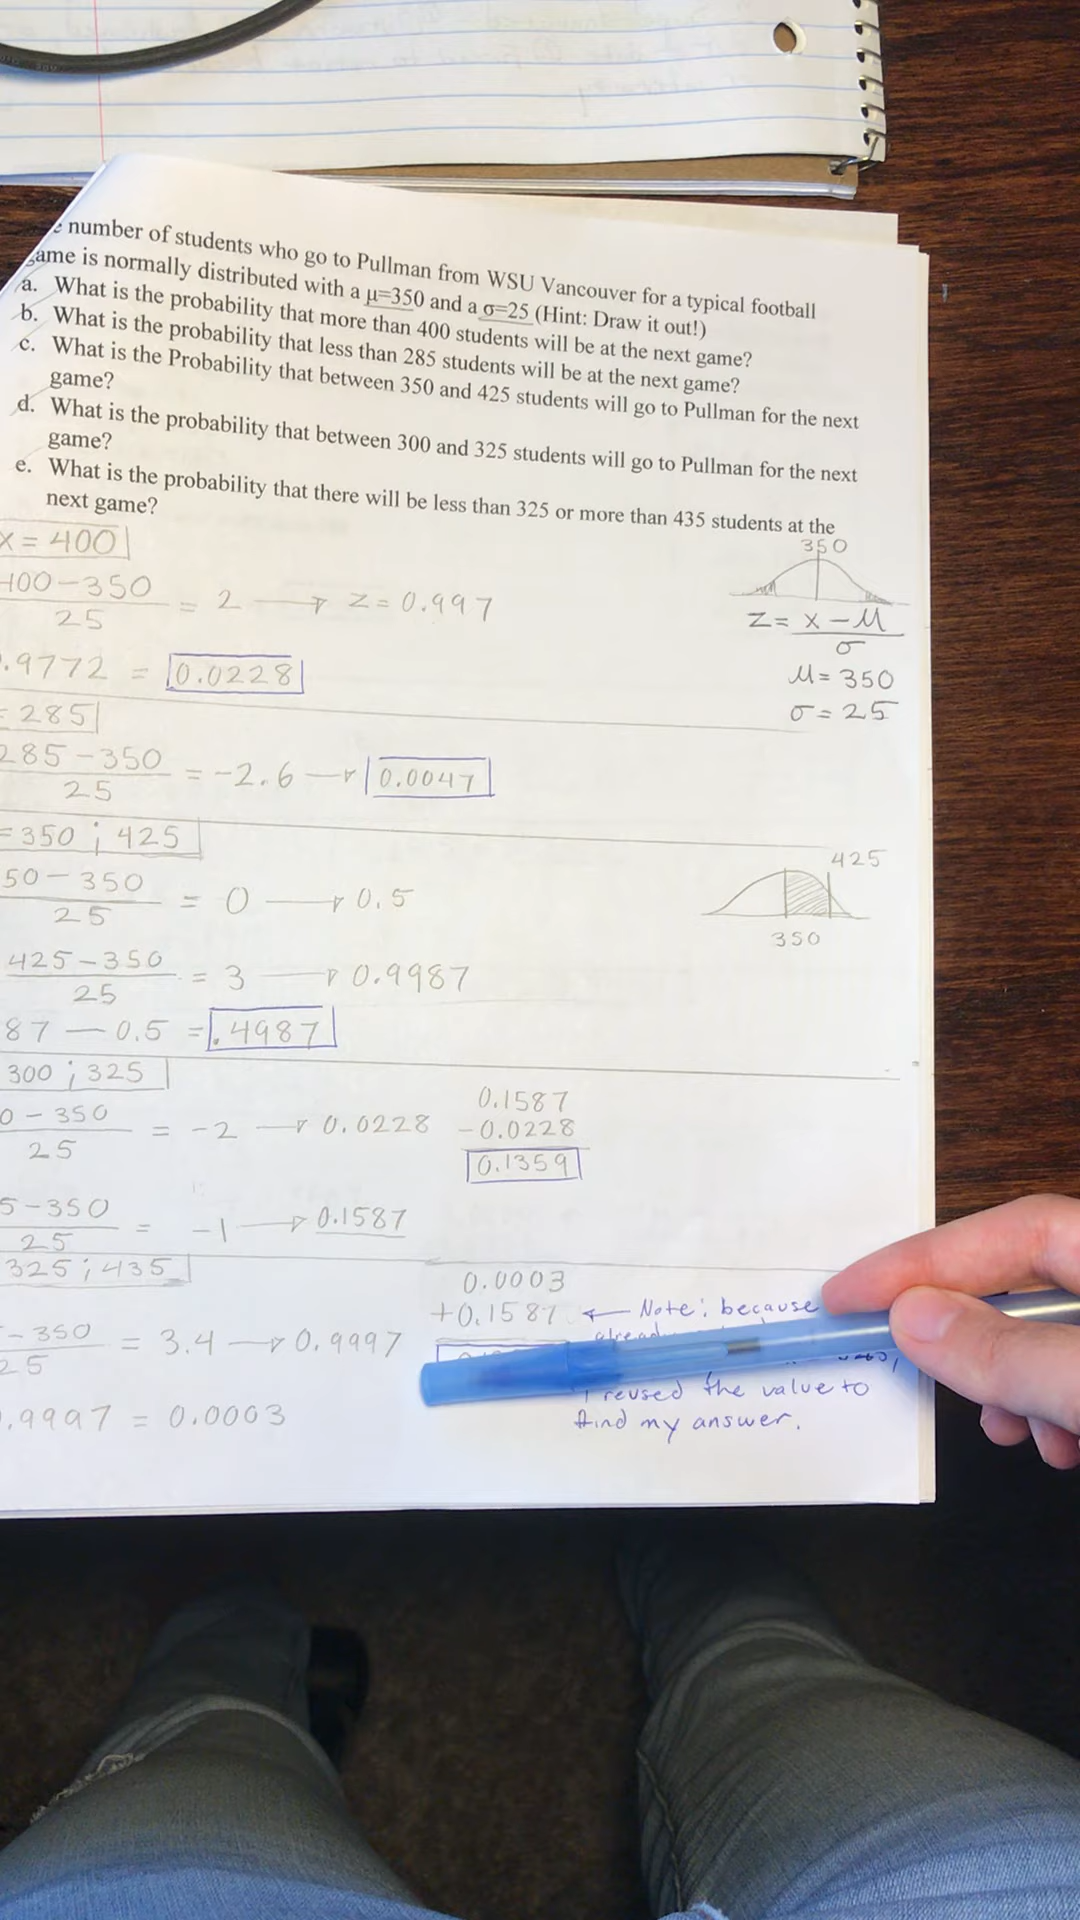 number of students who go to Pullman from WSU Vancouver for a typical football
game is normally distributed with a μ=350 and a σ=25 (Hint: Draw it out!)
a. What is the probability that more than 400 students will be at the next game?
b. What is the probability that less than 285 students will be at the next game?
c. What is the Probability that between 350 and 425 students will go to Pullman for the next
game?
d. What is the probability that between 300 and 325 students will go to Pullman for the next
game?
e. What is the probability that there will be less than 325 or more than 435 students at the
next game?
x = 400
350
400-350
25
= 2 → z = 0.997
z = x - μ
σ
.9772 = 0.0228
μ = 350
σ = 25
= 285
285 - 350
25
= -2.6 → 0.0047
= 350 ; 425
50 - 350
25
= 0 → 0.5
425
350
425 - 350
25
= 3 → 0.9987
87 - 0.5 = .4987
300 ; 325
0 - 350
25
= -2 → 0.0228
0.1587
- 0.0228
0.1359
5 - 350
25
= -1 → 0.1587
325 ; 435
0.0003
+0.1587 ← Note: because
- 350
25
= 3.4 → 0.9997
I reused the value to
find my answer.
.9997 = 0.0003